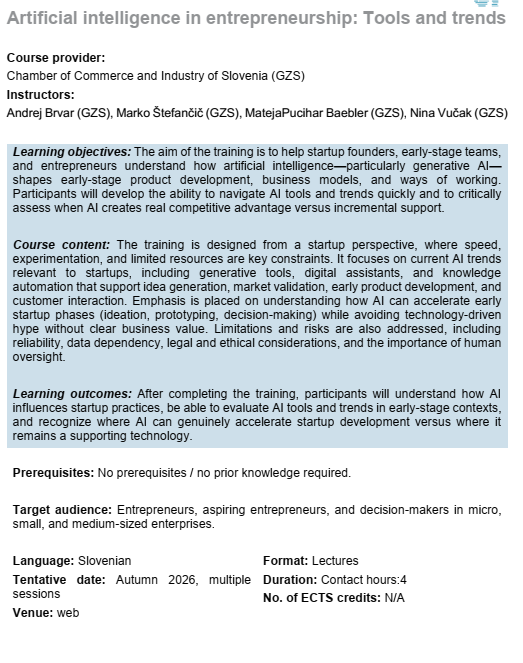 Artificial intelligence in entrepreneurship: Tools and trends
Course provider:
Chamber of Commerce and Industry of Slovenia (GZS)
Instructors:
Andrej Brvar (GZS), Marko Štefančič (GZS), MatejaPucihar Baebler (GZS), Nina Vučak (GZS)
Learning objectives: The aim of the training is to help startup founders, early-stage teams,
and entrepreneurs understand how artificial intelligence—particularly generative AI—
shapes early-stage product development, business models, and ways of working.
Participants will develop the ability to navigate AI tools and trends quickly and to critically
assess when AI creates real competitive advantage versus incremental support.
Course content: The training is designed from a startup perspective, where speed,
experimentation, and limited resources are key constraints. It focuses on current AI trends
relevant to startups, including generative tools, digital assistants, and knowledge
automation that support idea generation, market validation, early product development, and
customer interaction. Emphasis is placed on understanding how AI can accelerate early
startup phases (ideation, prototyping, decision-making) while avoiding technology-driven
hype without clear business value. Limitations and risks are also addressed, including
reliability, data dependency, legal and ethical considerations, and the importance of human
oversight.
Learning outcomes: After completing the training, participants will understand how AI
influences startup practices, be able to evaluate AI tools and trends in early-stage contexts,
and recognize where AI can genuinely accelerate startup development versus where it
remains a supporting technology.
Prerequisites: No prerequisites / no prior knowledge required.
Target audience: Entrepreneurs, aspiring entrepreneurs, and decision-makers in micro,
small, and medium-sized enterprises.
Language: Slovenian
Tentative date: Autumn 2026, multiple
sessions
Venue: web
Format: Lectures
Duration: Contact hours:4
No. of ECTS credits: N/A